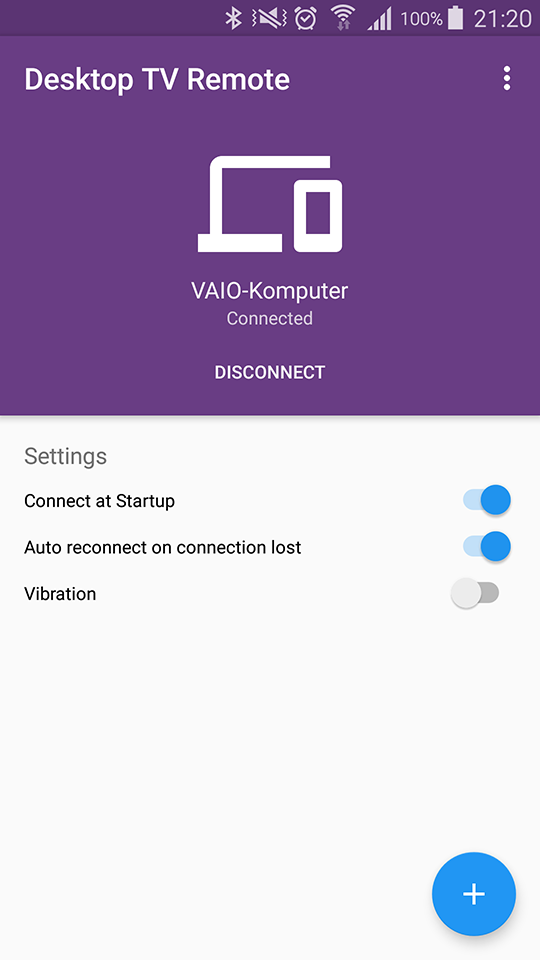 100% 21:20
Desktop TV Remote
VAIO-Komputer
Connected
DISCONNECT
Settings
Connect at Startup
Auto reconnect on connection lost
Vibration